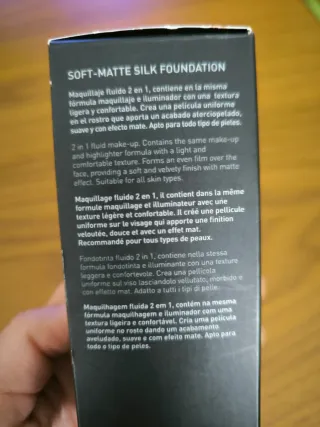 SOFT-MATTE SILK FOUNDATION
Maquillaje fluido 2 en 1, contiene en la misma
fórmula maquillaje e iluminador con una textura
ligera y confortable. Crea una película uniforme
en el rostro que aporta un acabado aterciopelado,
suave y con efecto mate. Apto para todo tipo de pieles.
2 in 1 fluid make-up. Contains the same make-up
and highlighter formula with a light and
comfortable texture. Forms an even film over the
face, providing a soft and velvety finish with matte
effect. Suitable for all skin types.
Maquillage fluide 2 en 1, il contient dans la même
formule maquillage et illuminateur avec une
texture légère et confortable. Il créé une pellicule
uniforme sur le visage qui apporte une finition
veloutée, douce et avec un effet mat.
Recommandé pour tous types de peaux.
Fondotinta fluido 2 in 1, contiene nella stessa
formula fondotinta e illuminante con una texture
leggera e confortevole. Crea una pellicola
uniforme sul viso lasciandolo vellutato, morbido e
con effetto mat. Adatto a tutti i tipi di pelle.
Maquilhagem fluida 2 em 1, contém na mesma
fórmula maquilhagem e iluminador com uma
textura ligeira e confortável. Cria uma película
uniforme no rosto dando um acabamento
aveludado, suave e com efeito mate. Apto para
todo o tipo de peles.